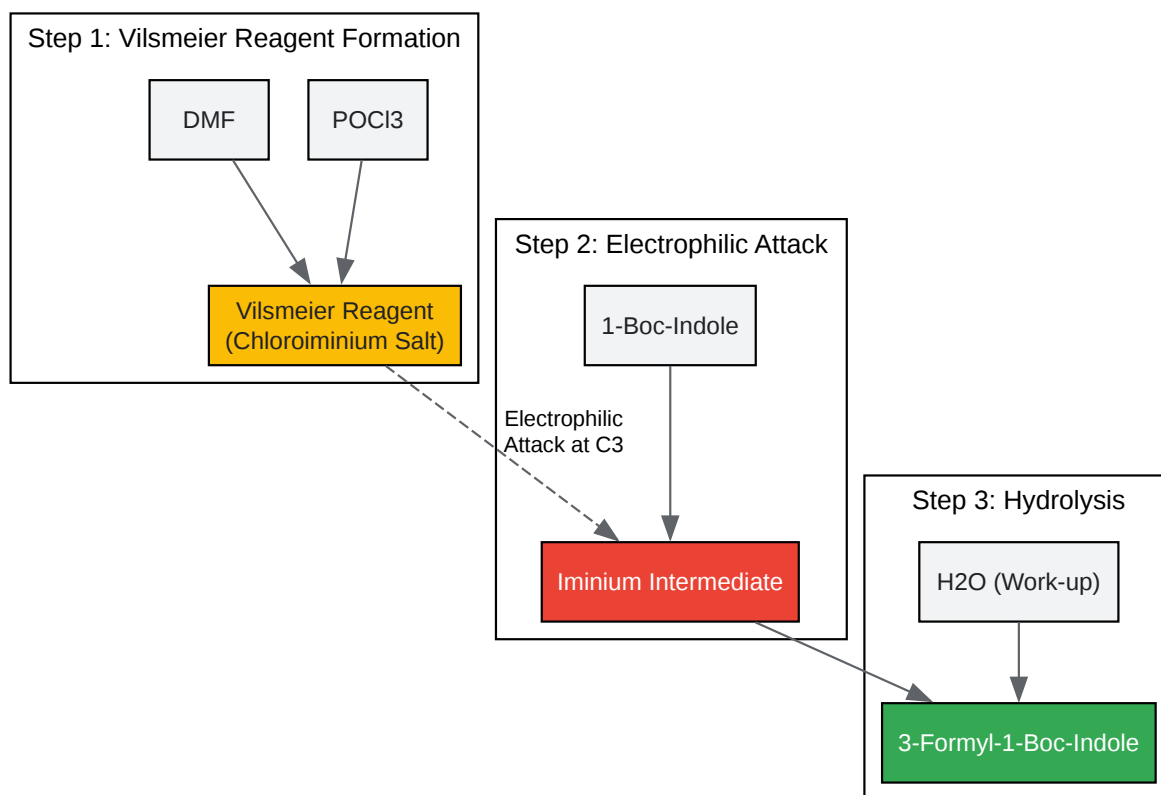 Step 1: Vilsmeier Reagent Formation
DMF
POCl3
Vilsmeier Reagent
(Chloroiminium Salt)
Step 2: Electrophilic Attack
1-Boc-Indole
Electrophilic
Attack at C3
Iminium Intermediate
Step 3: Hydrolysis
H2O (Work-up)
3-Formyl-1-Boc-Indole